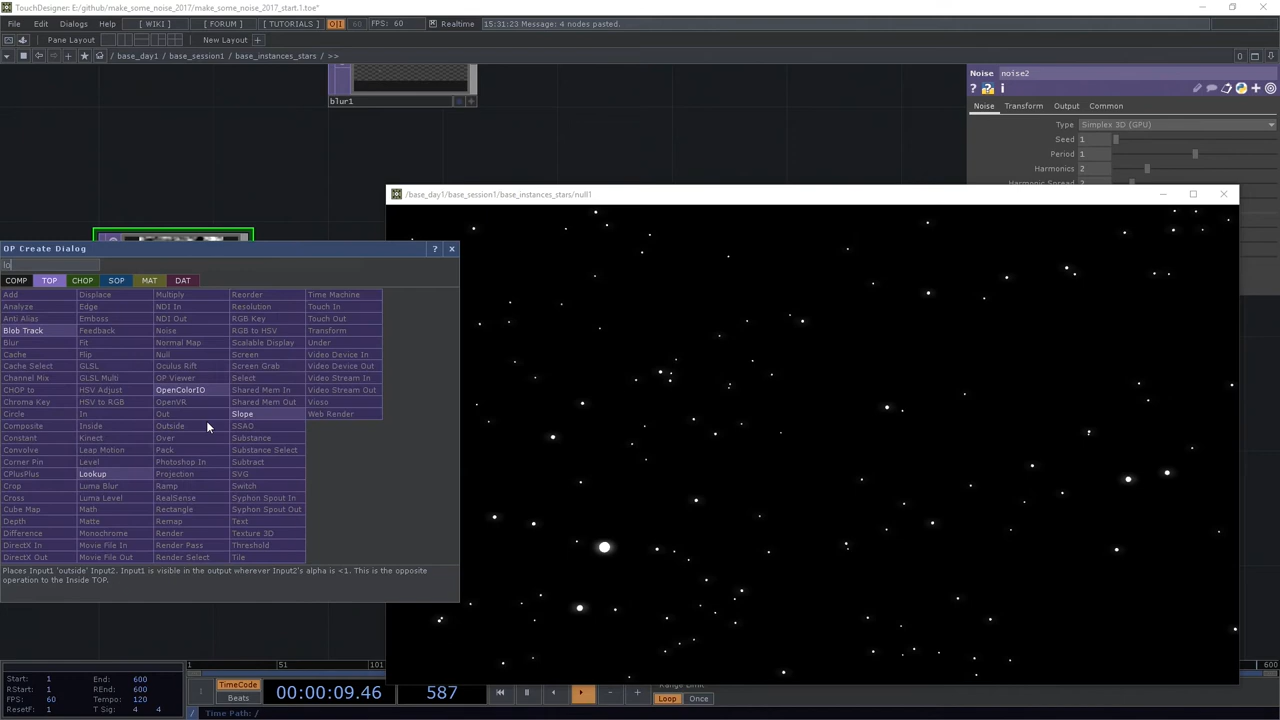 TouchDesigner: E:/github/make_some_noise_2017/make_some_noise_2017_start.1.toe*
File Edit Dialogs Help [ WIKI ] [ FORUM ] [ TUTORIALS ] O|I 60 FPS: 60 Realtime 15:31:23 Message: 4 nodes pasted.
Pane Layout New Layout +
/ base_day1 / base_session1 / base_instances_stars / >> 0
blur1
Noise noise2
? ? i
Noise Transform Output Common
Type Simplex 3D (GPU)
Seed 1
Period 1
Harmonics 2
Harmonic Spread 2
/base_day1/base_session1/base_instances_stars/null1
OP Create Dialog ?
lo
COMP TOP CHOP SOP MAT DAT
Add Displace Multiply Reorder Time Machine
Analyze Edge NDI In Resolution Touch In
Anti Alias Emboss NDI Out RGB Key Touch Out
Blob Track Feedback Noise RGB to HSV Transform
Blur Fit Normal Map Scalable Display Under
Cache Flip Null Screen Video Device In
Cache Select GLSL Oculus Rift Screen Grab Video Device Out
Channel Mix GLSL Multi OP Viewer Select Video Stream In
CHOP to HSV Adjust OpenColorIO Shared Mem In Video Stream Out
Chroma Key HSV to RGB OpenVR Shared Mem Out Vioso
Circle In Out Slope Web Render
Composite Inside Outside SSAO
Constant Kinect Over Substance
Convolve Leap Motion Pack Substance Select
Corner Pin Level Photoshop In Subtract
CPlusPlus Lookup Projection SVG
Crop Luma Blur Ramp Switch
Cross Luma Level RealSense Syphon Spout In
Cube Map Math Rectangle Syphon Spout Out
Depth Matte Remap Text
Difference Monochrome Render Texture 3D
DirectX In Movie File In Render Pass Threshold
DirectX Out Movie File Out Render Select Tile
Places Input1 'outside' Input2. Input1 is visible in the output wherever Input2's alpha is <1. This is the opposite
operation to the Inside TOP.
1 51 101 600
Start: 1 End: 600
RStart: 1 REnd: 600
FPS: 60 Tempo: 120
ResetF: 1 T Sig: 4 4
TimeCode
Beats
00:00:09.46 587
Range Limit
Loop Once
/ Time Path: /